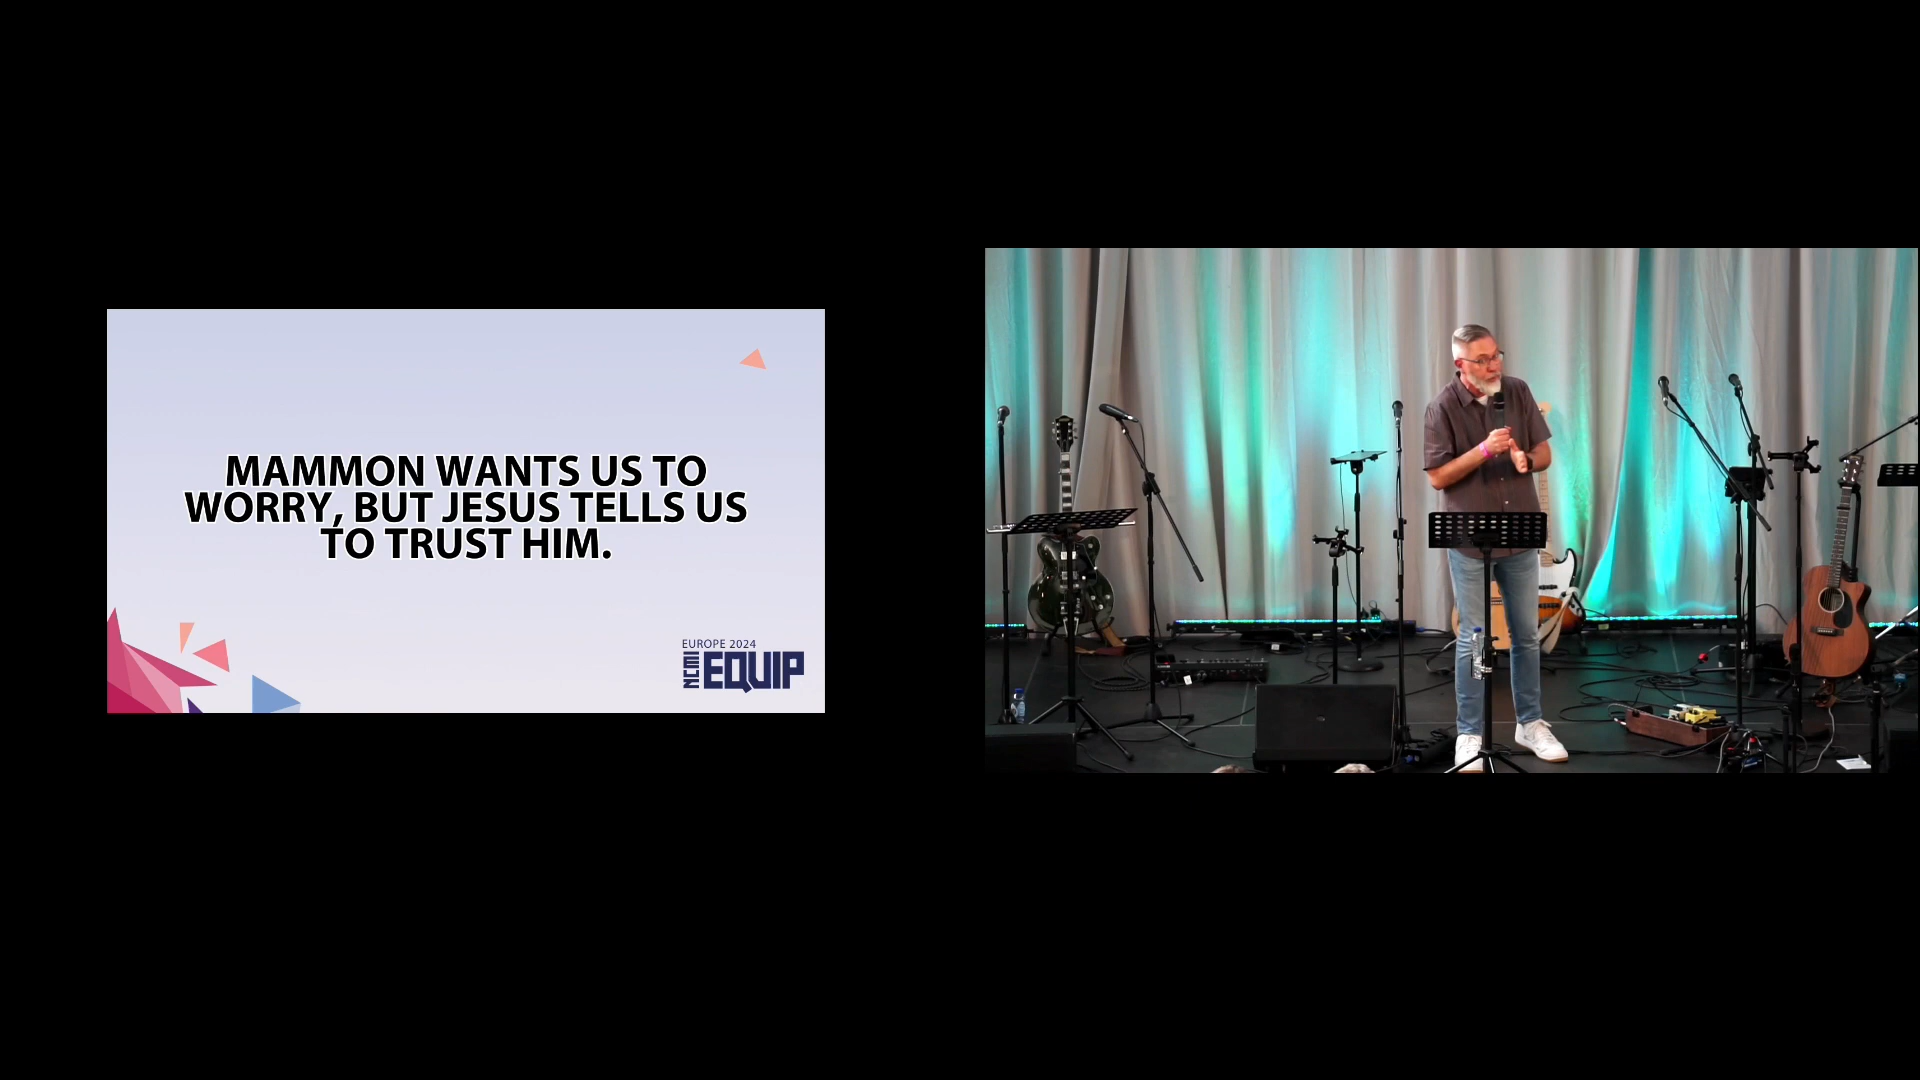 MAMMON WANTS US TO
WORRY, BUT JESUS TELLS US
TO TRUST HIM.
EUROPE 2024
NCMI EQUIP